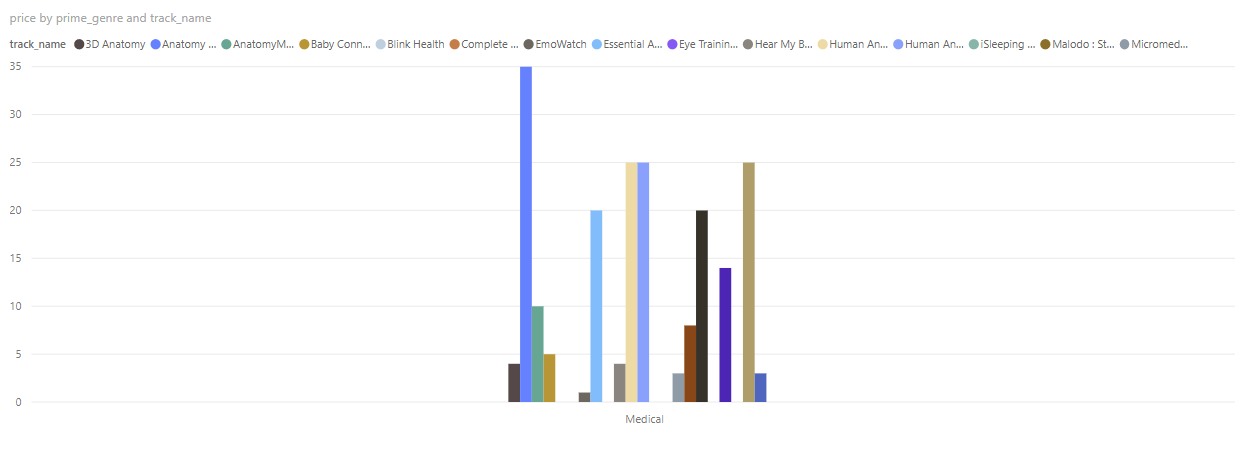 price by prime_genre and track_name
track_name 3D Anatomy Anatomy ... AnatomyM... Baby Conn... Blink Health Complete ... EmoWatch Essential A... Eye Trainin... Hear My B... Human An... Human An... iSleeping ... Malodo : St... Micromed...
35
30
25
20
15
10
5
0
Medical